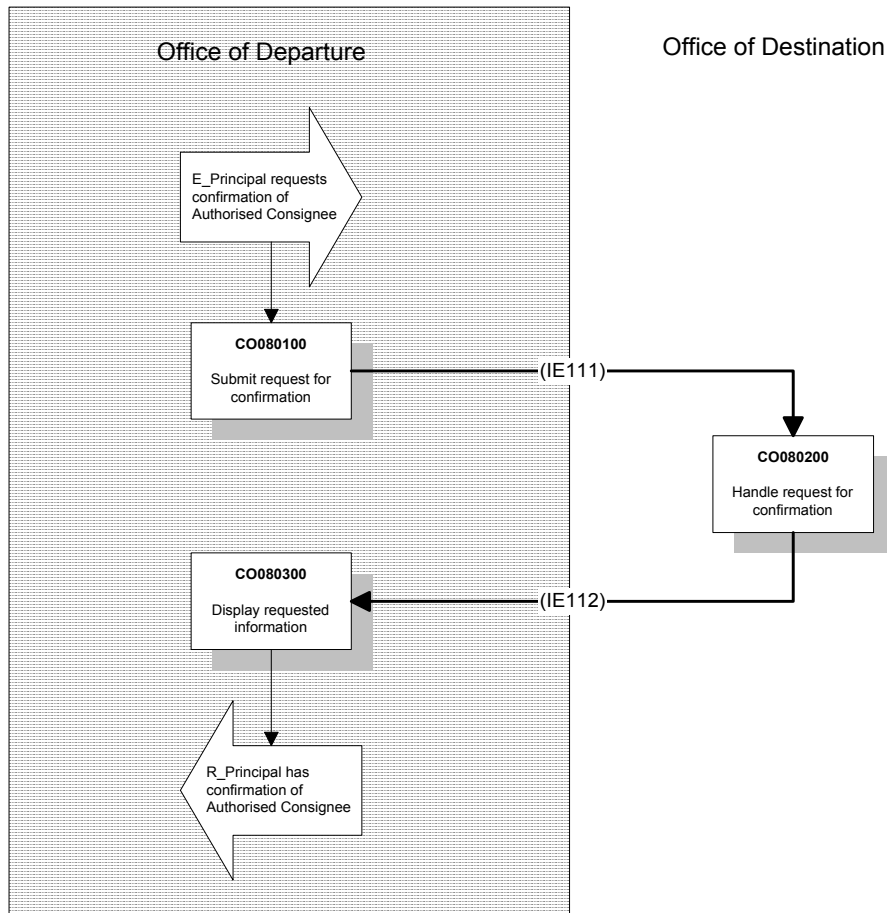 Office of Departure
Office of Destination
E_Principal requests
confirmation of
Authorised Consignee
CO080100
Submit request for
confirmation
(IE111)
CO080200
Handle request for
confirmation
CO080300
Display requested
information
(IE112)
R_Principal has
confirmation of
Authorised Consignee